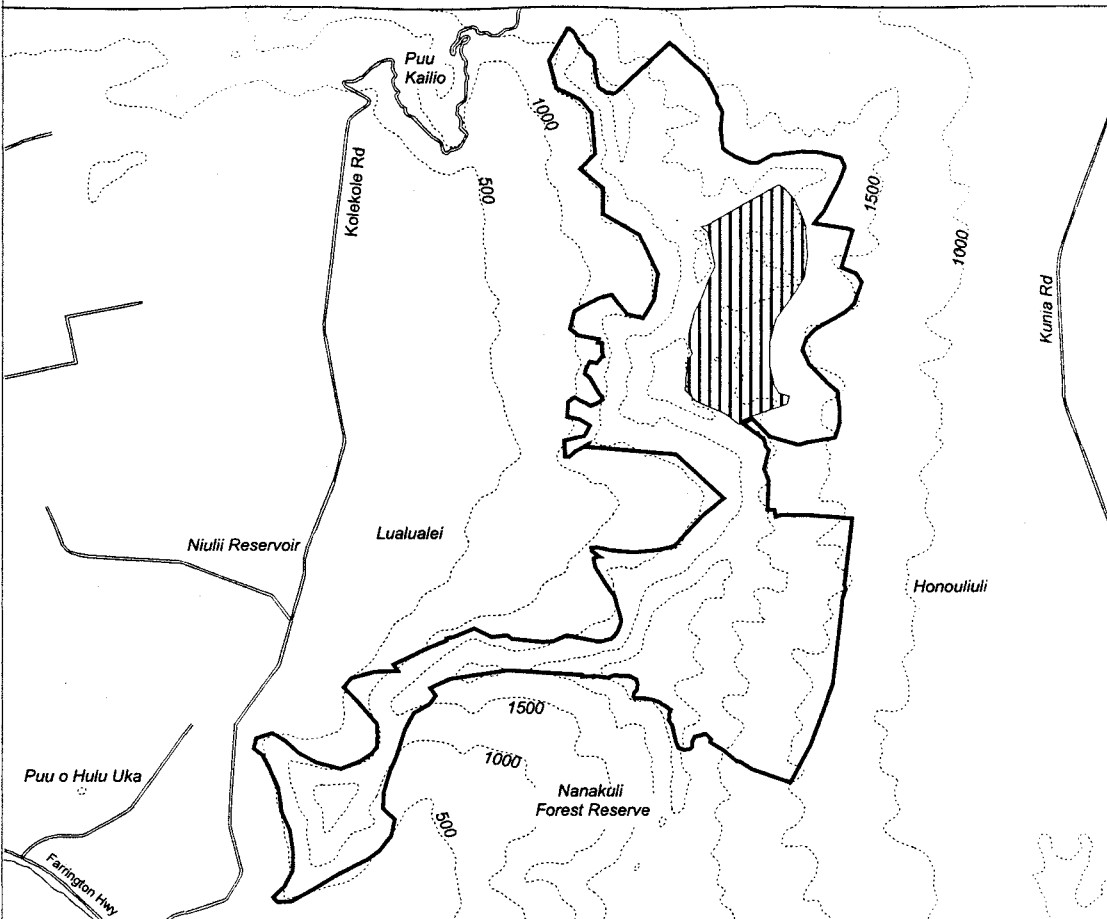 Puu
Kailio
1000
Kolekole Rd
500
1500
1000
Kunia Rd
Niulii Reservoir
Lualualei
Honouliuli
1500
1000
Puu o Hulu Uka
Nanakuli
Forest Reserve
500
Farrington Hwy